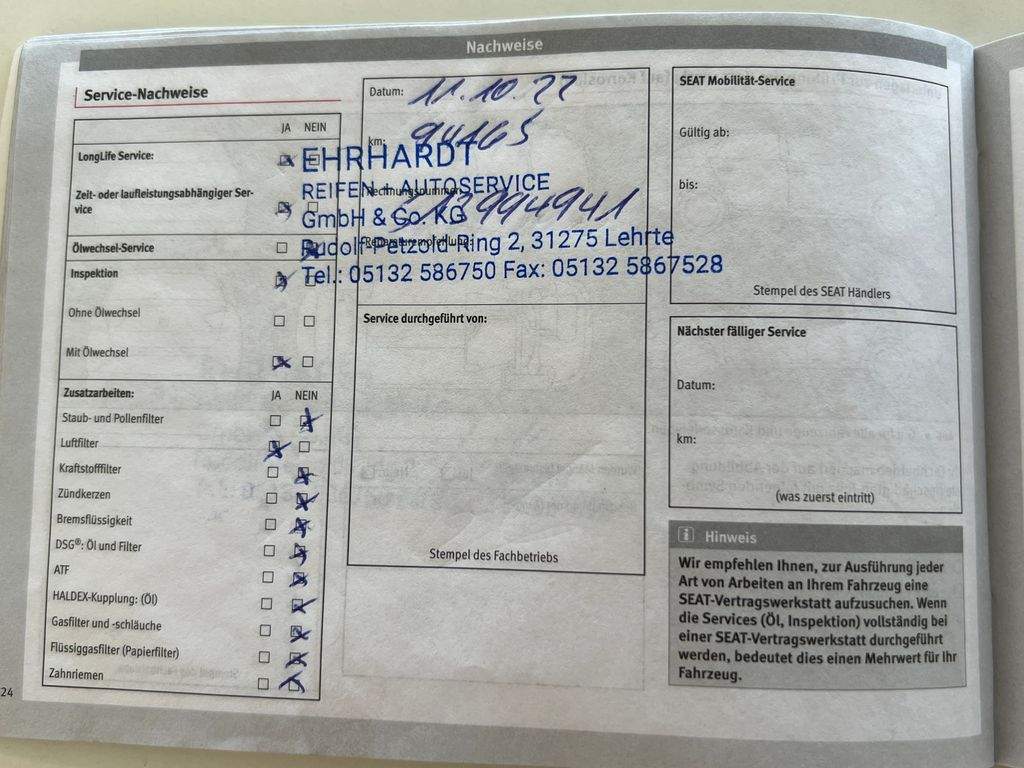 Nachweise
Service-Nachweise
JA NEIN
LongLife Service:
Zeit- oder laufleistungsabhängiger Ser-
vice
Ölwechsel-Service
Inspektion
Ohne Ölwechsel
Mit Ölwechsel
Zusatzarbeiten: JA NEIN
Staub- und Pollenfilter
Luftfilter
Kraftstofffilter
Zündkerzen
Bremsflüssigkeit
DSG®: Öl und Filter
ATF
HALDEX-Kupplung: (Öl)
Gasfilter und -schläuche
Flüssiggasfilter (Papierfilter)
Zahnriemen
24
Datum: 11.10.22
km: 94165
EHRHARDT
REIFEN + AUTOSERVICE
Rechnungsnummer:
GmbH & Co. KG
213994941
Reparaturempfehlung:
Rudolf-Petzold-Ring 2, 31275 Lehrte
Tel.: 05132 586750 Fax: 05132 5867528
Service durchgeführt von:
Stempel des Fachbetriebs
SEAT Mobilität-Service
Gültig ab:
bis:
Stempel des SEAT Händlers
Nächster fälliger Service
Datum:
km:
(was zuerst eintritt)
i Hinweis
Wir empfehlen Ihnen, zur Ausführung jeder
Art von Arbeiten an Ihrem Fahrzeug eine
SEAT-Vertragswerkstatt aufzusuchen. Wenn
die Services (Öl, Inspektion) vollständig bei
einer SEAT-Vertragswerkstatt durchgeführt
werden, bedeutet dies einen Mehrwert für Ihr
Fahrzeug.